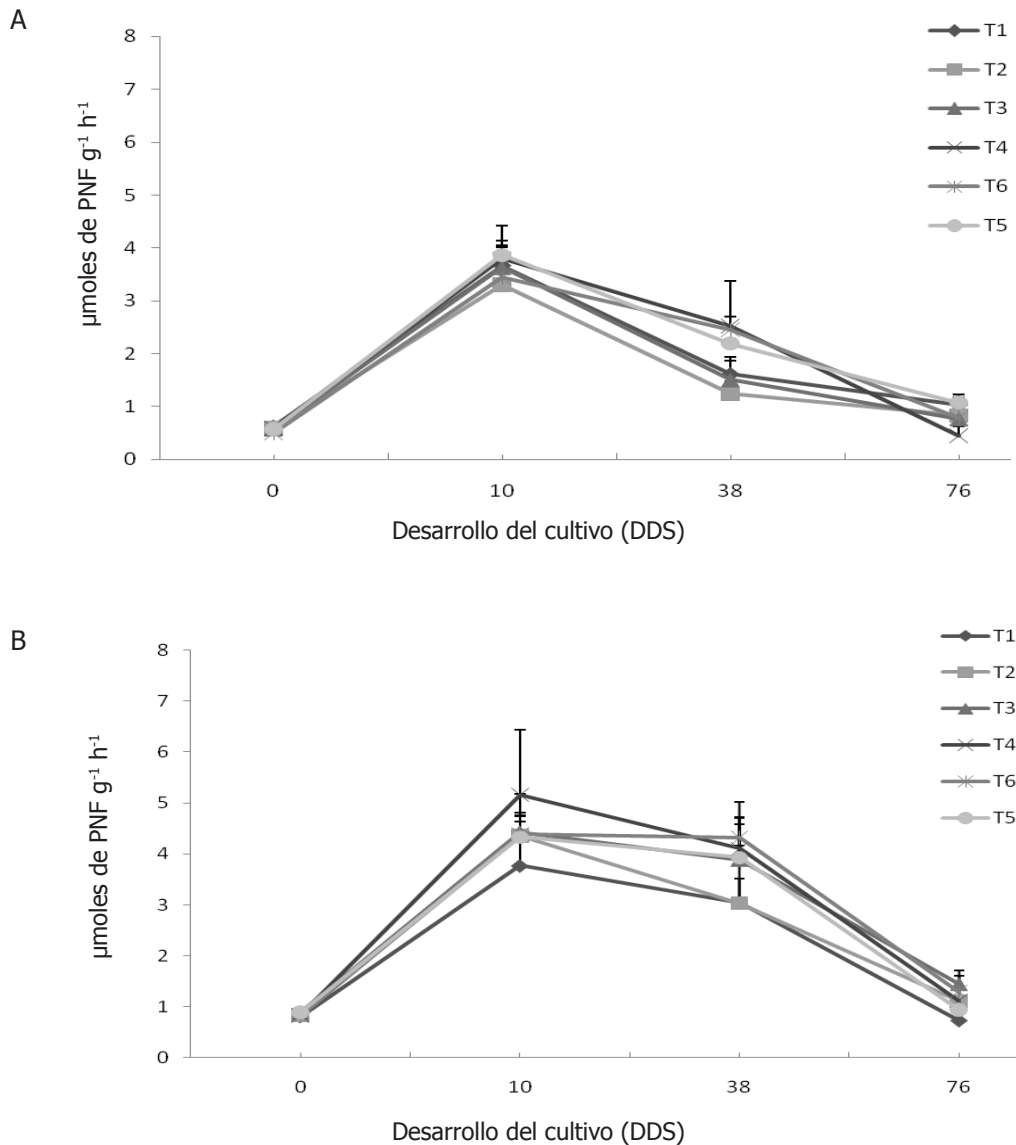 A
8
7
6
5
4
3
2
1
0
µmoles de PNF g⁻¹ h⁻¹
0 10 38 76
Desarrollo del cultivo (DDS)
T1
T2
T3
T4
T6
T5
B
8
7
6
5
4
3
2
1
0
µmoles de PNF g⁻¹ h⁻¹
0 10 38 76
Desarrollo del cultivo (DDS)
T1
T2
T3
T4
T6
T5